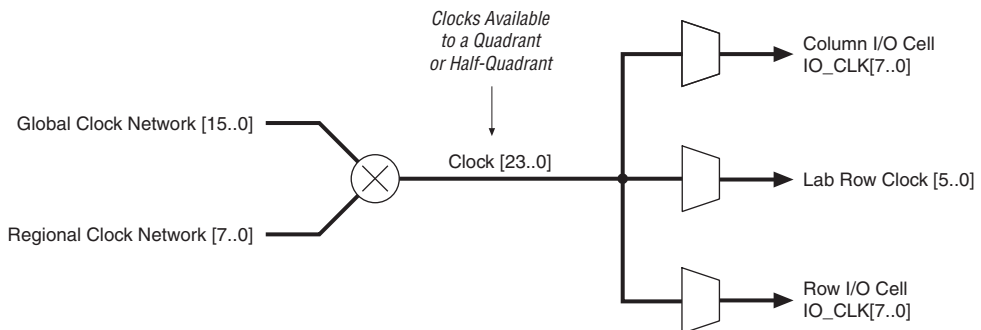 Clocks Available
to a Quadrant
or Half-Quadrant
Column I/O Cell
IO_CLK[7..0]
Global Clock Network [15..0]
Clock [23..0]
Lab Row Clock [5..0]
Regional Clock Network [7..0]
Row I/O Cell
IO_CLK[7..0]